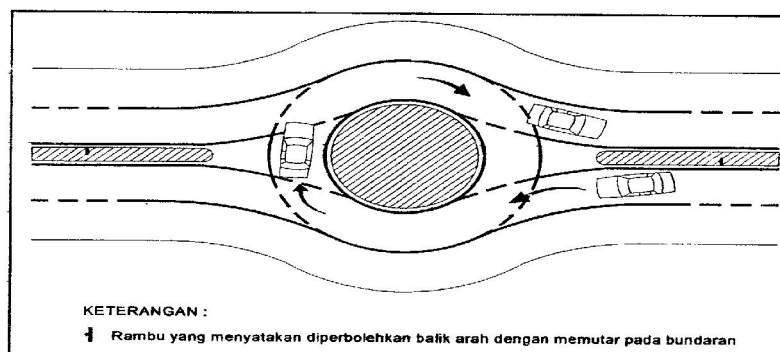 KETERANGAN :
Rambu yang menyatakan diperbolehkan balik arah dengan memutar pada bundaran